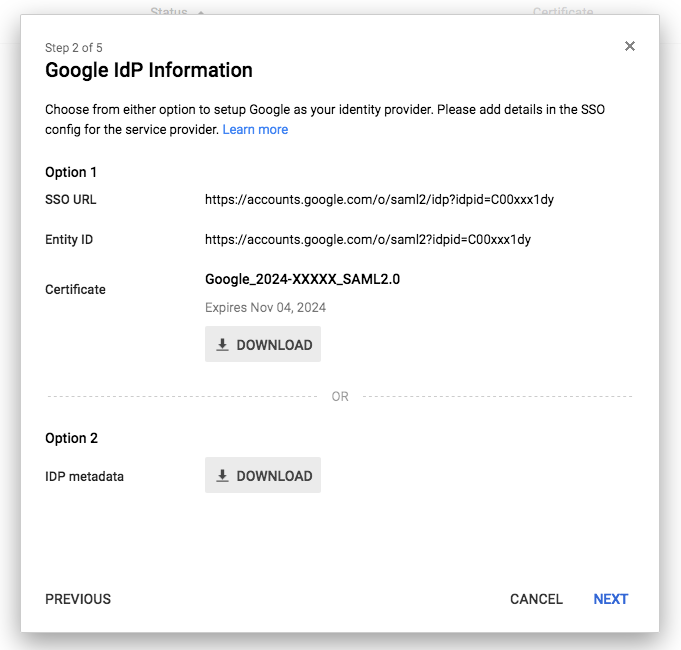 Status
Certificate
Step 2 of 5
Google IdP Information
Choose from either option to setup Google as your identity provider. Please add details in the SSO
config for the service provider. Learn more
Option 1
SSO URL
https://accounts.google.com/o/saml2/idp?idpid=C00xxx1dy
Entity ID
https://accounts.google.com/o/saml2?idpid=C00xxx1dy
Certificate
Google_2024-XXXXX_SAML2.0
Expires Nov 04, 2024
DOWNLOAD
OR
Option 2
IDP metadata
DOWNLOAD
PREVIOUS
CANCEL
NEXT